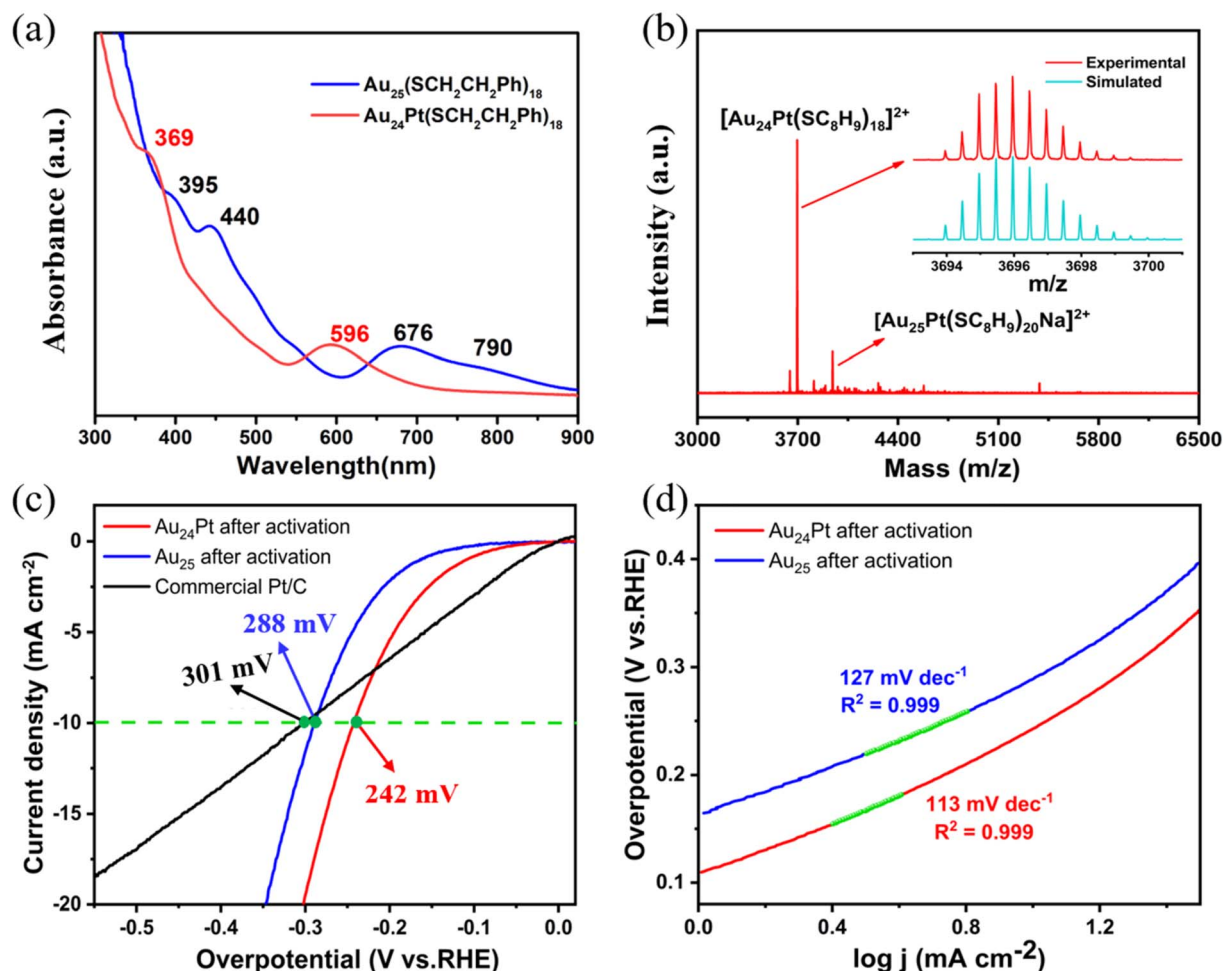 (a)
Au₂₅(SCH₂CH₂Ph)₁₈
Au₂₄Pt(SCH₂CH₂Ph)₁₈
369
395
440
596
676
790
Absorbance (a.u.)
300 400 500 600 700 800 900
Wavelength(nm)
(b)
Experimental
Simulated
[Au₂₄Pt(SC₈H₉)₁₈]²⁺
3694 3696 3698 3700
m/z
[Au₂₅Pt(SC₈H₉)₂₀Na]²⁺
Intensity (a.u.)
3000 3700 4400 5100 5800 6500
Mass (m/z)
(c)
Au₂₄Pt after activation
Au₂₅ after activation
Commercial Pt/C
288 mV
301 mV
242 mV
0
-5
-10
-15
-20
Current density (mA cm⁻²)
-0.5 -0.4 -0.3 -0.2 -0.1 0.0
Overpotential (V vs.RHE)
(d)
Au₂₄Pt after activation
Au₂₅ after activation
127 mV dec⁻¹
R² = 0.999
113 mV dec⁻¹
R² = 0.999
0.4
0.3
0.2
0.1
Overpotential (V vs.RHE)
0.0 0.4 0.8 1.2
log j (mA cm⁻²)